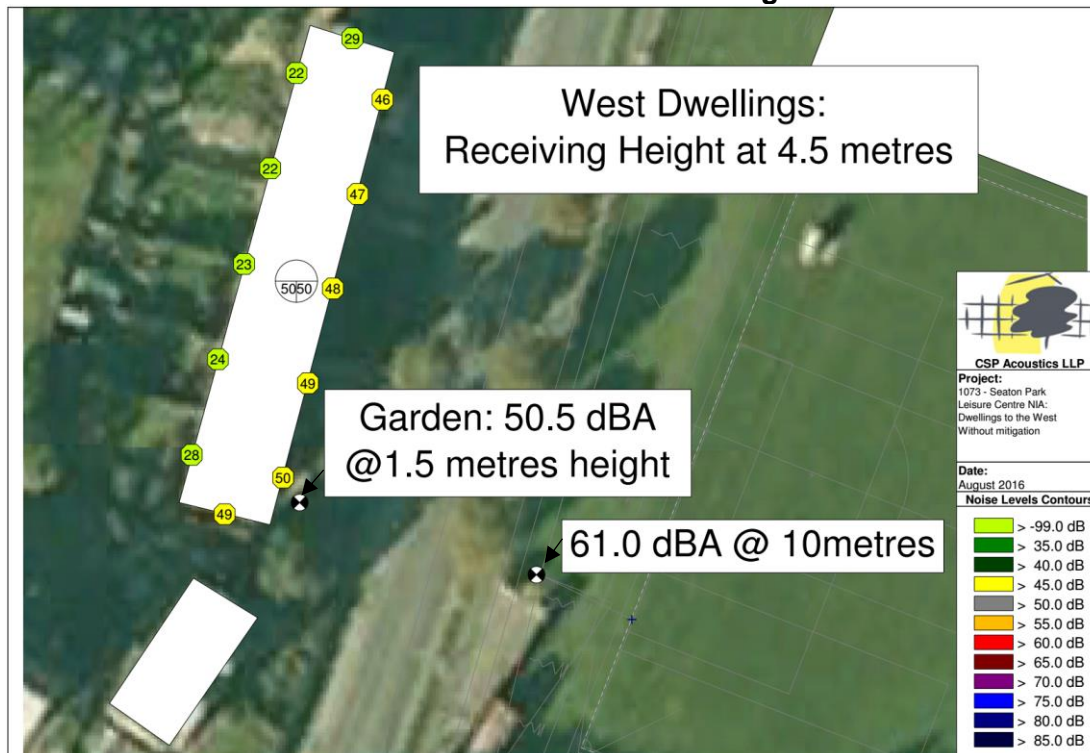 29
22
46
22
47
23
5050
48
24
49
28
50
49
West Dwellings:
Receiving Height at 4.5 metres
Garden: 50.5 dBA
@1.5 metres height
61.0 dBA @ 10metres
CSP Acoustics LLP
Project:
1073 - Seaton Park
Leisure Centre NIA:
Dwellings to the West
Without mitigation
Date:
August 2016
Noise Levels Contours
> -99.0 dB
> 35.0 dB
> 40.0 dB
> 45.0 dB
> 50.0 dB
> 55.0 dB
> 60.0 dB
> 65.0 dB
> 70.0 dB
> 75.0 dB
> 80.0 dB
> 85.0 dB